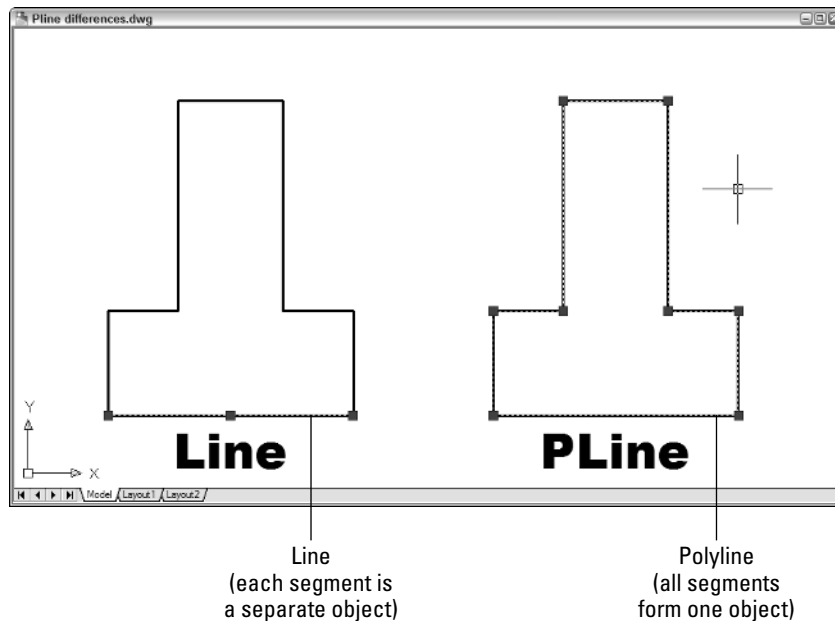 Pline differences.dwg
Y
X
Line
PLine
Model
Layout1
Layout2
Line
(each segment is
a separate object)
Polyline
(all segments
form one object)